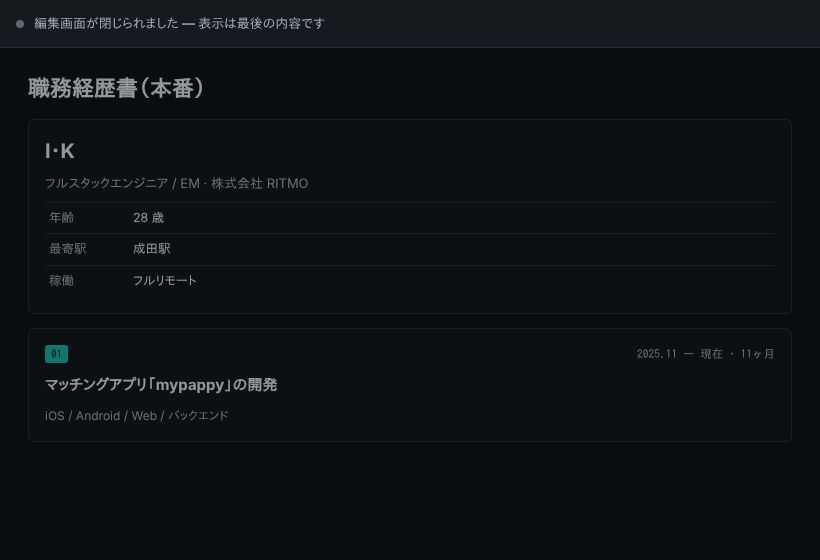 編集画面が閉じられました — 表示は最後の内容です
職務経歴書（本番）
I・K
フルスタックエンジニア / EM · 株式会社 RITMO
年齢 28 歳
最寄駅 成田駅
稼働 フルリモート
01 2025.11 — 現在 · 11ヶ月
マッチングアプリ「mypappy」の開発
iOS / Android / Web / バックエンド